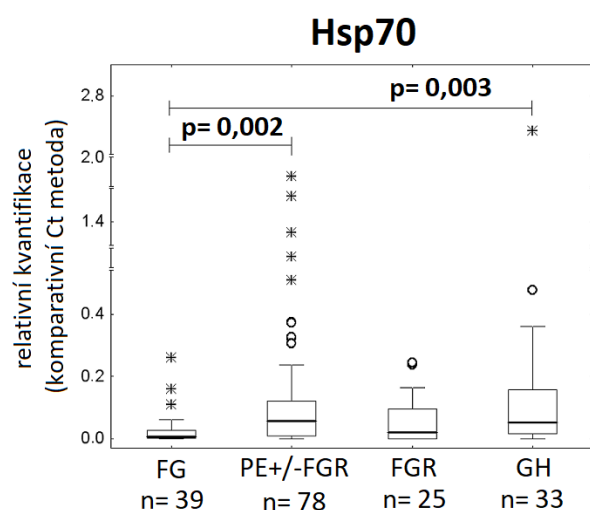 Hsp70
relativní kvantifikace
(komparativní Ct metoda)
2.8
2.0
1.4
0.4
0.2
0.0
p= 0,003
p= 0,002
FG
PE+/-FGR
FGR
GH
n= 39
n= 78
n= 25
n= 33